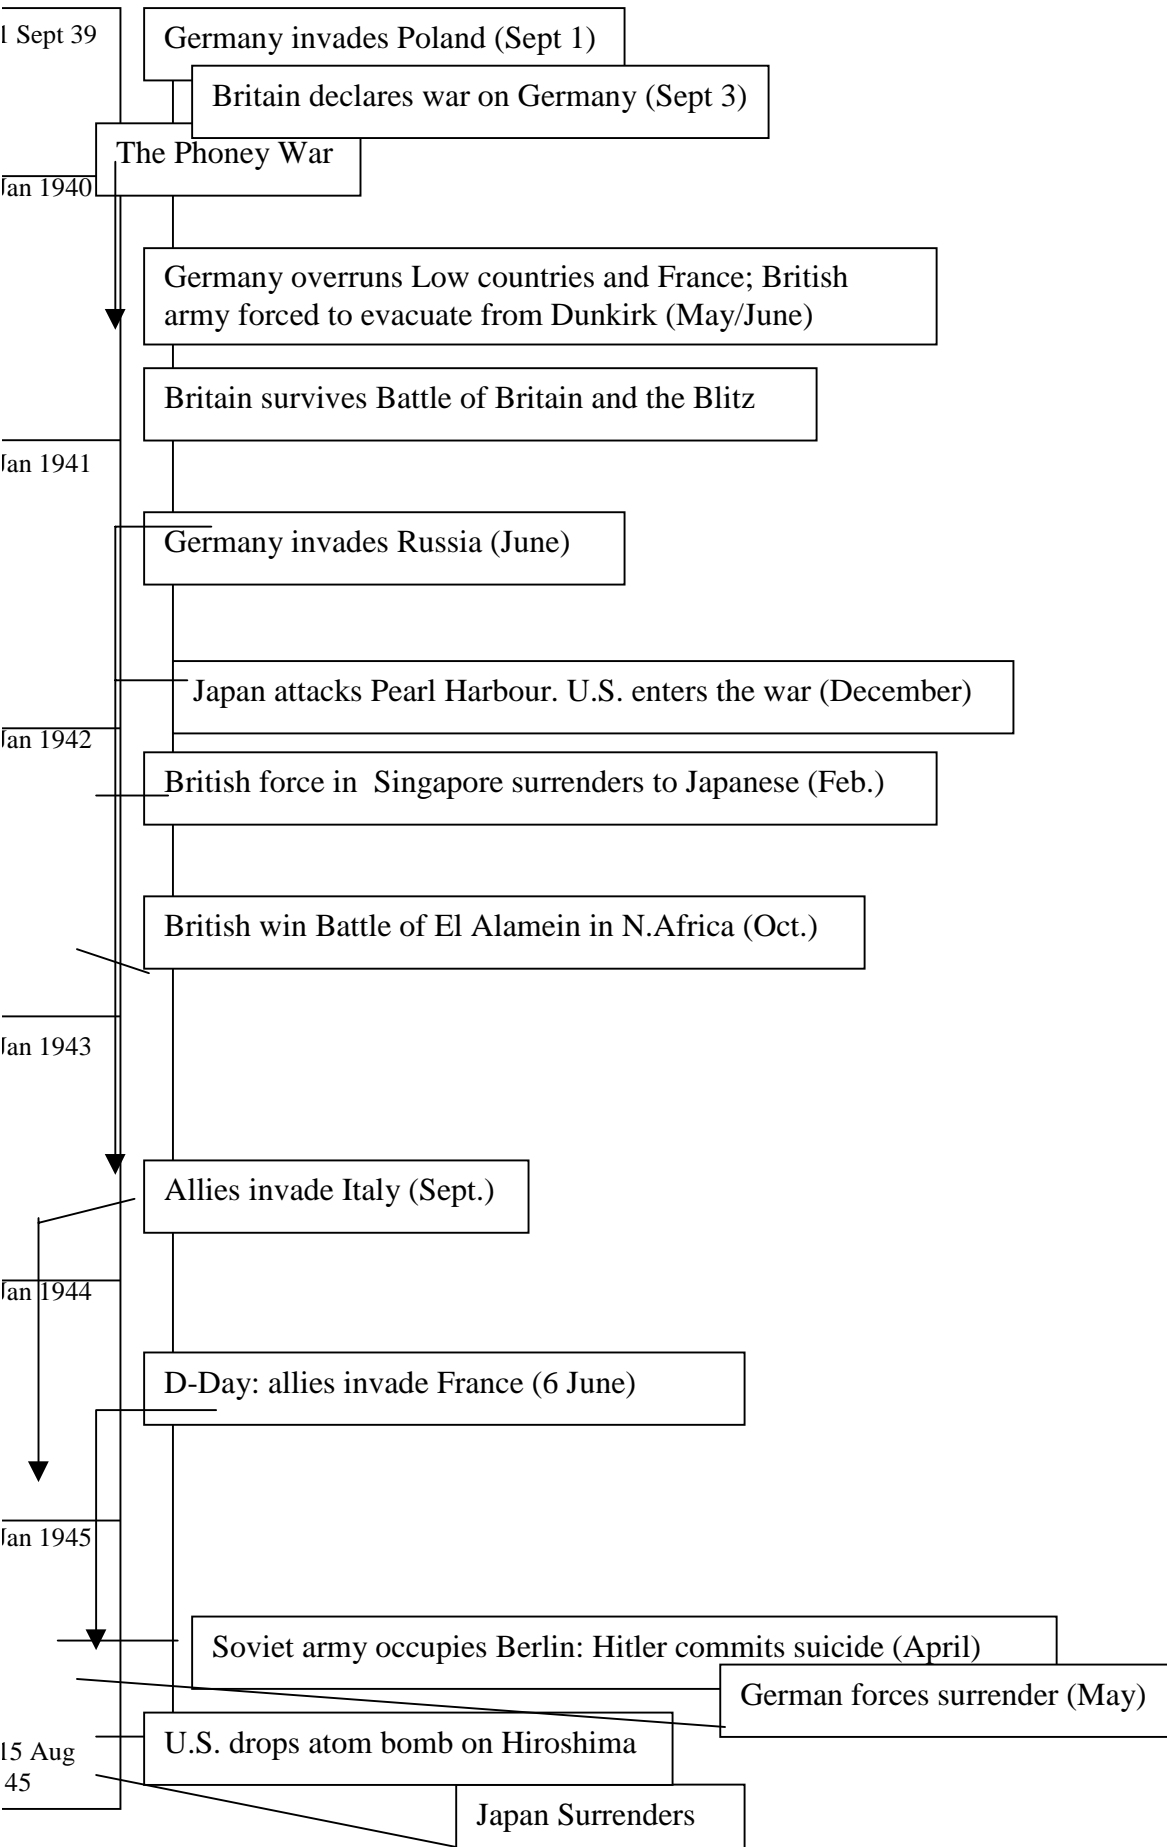 1 Sept 39
Germany invades Poland (Sept 1)
Britain declares war on Germany (Sept 3)
The Phoney War
Jan 1940
Germany overruns Low countries and France; British
army forced to evacuate from Dunkirk (May/June)
Britain survives Battle of Britain and the Blitz
Jan 1941
Germany invades Russia (June)
Japan attacks Pearl Harbour. U.S. enters the war (December)
Jan 1942
British force in  Singapore surrenders to Japanese (Feb.)
British win Battle of El Alamein in N.Africa (Oct.)
Jan 1943
Allies invade Italy (Sept.)
Jan 1944
D-Day: allies invade France (6 June)
Jan 1945
Soviet army occupies Berlin: Hitler commits suicide (April)
German forces surrender (May)
U.S. drops atom bomb on Hiroshima
15 Aug
45
Japan Surrenders